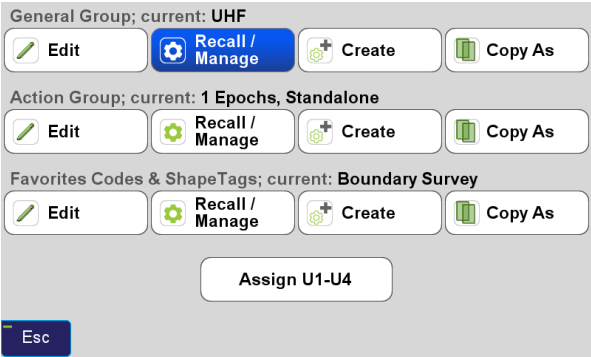 General Group; current: UHF
Edit
Recall /
Manage
Create
Copy As
Action Group; current: 1 Epochs, Standalone
Edit
Recall /
Manage
Create
Copy As
Favorites Codes & ShapeTags; current: Boundary Survey
Edit
Recall /
Manage
Create
Copy As
Assign U1-U4
Esc